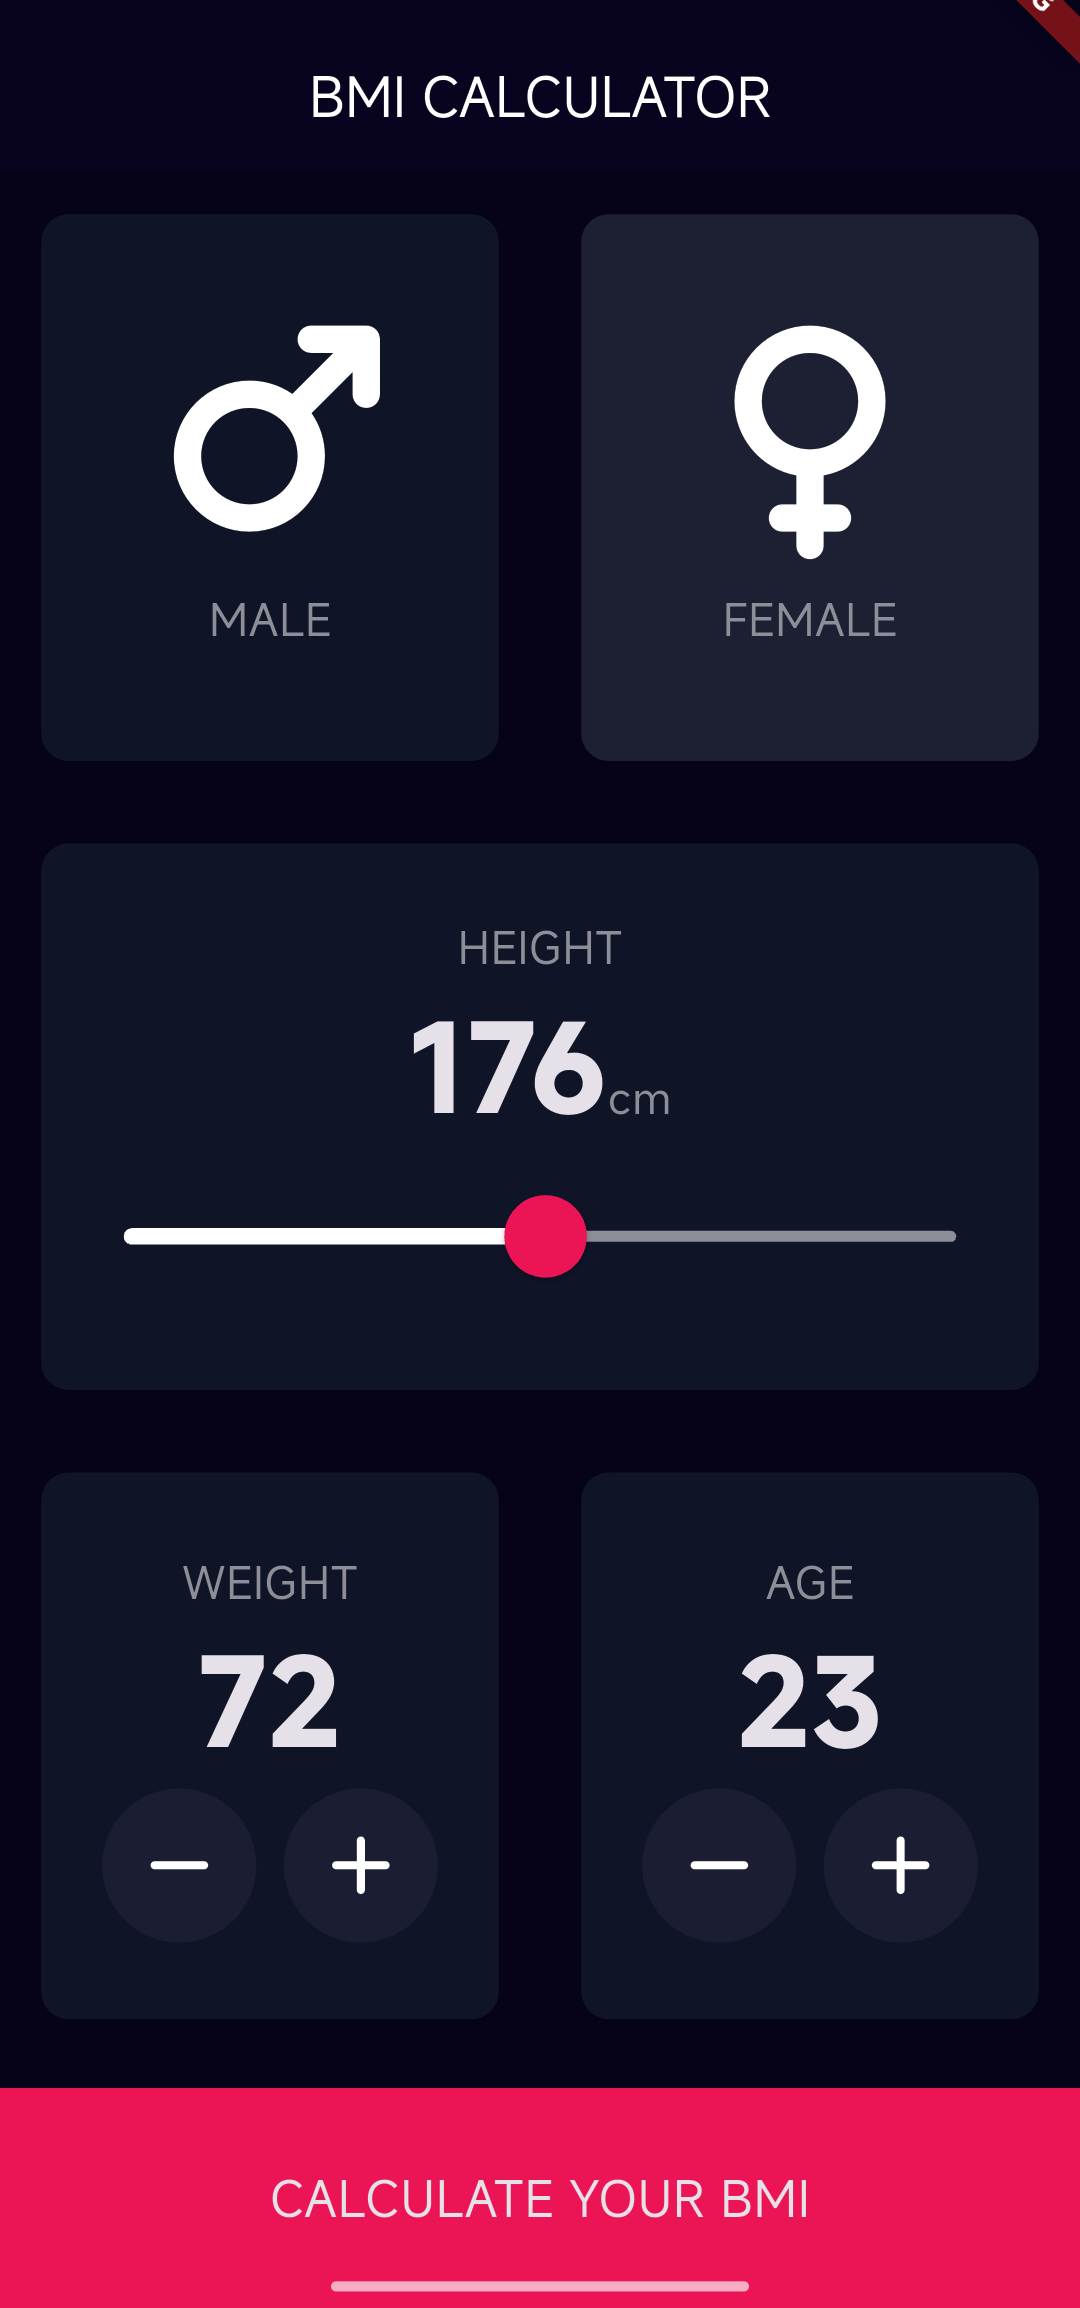 BMI CALCULATOR
MALE
FEMALE
HEIGHT
176cm
WEIGHT
AGE
72
23
CALCULATE YOUR BMI